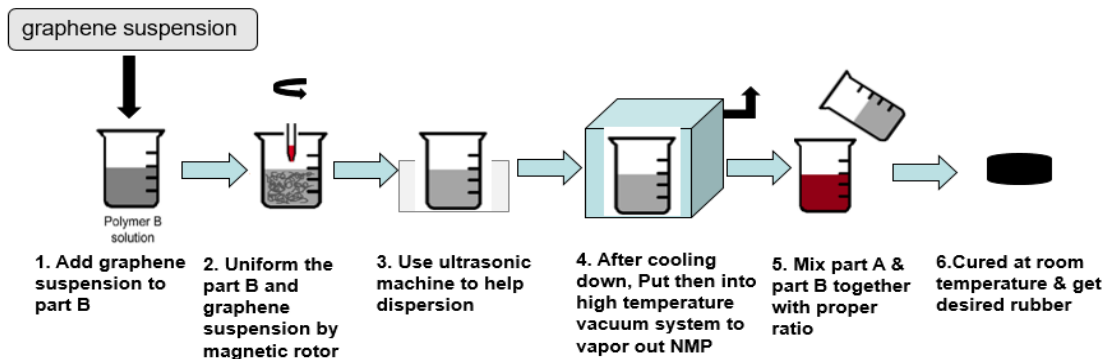 graphene suspension
Polymer B
solution
1. Add graphene
suspension to
part B
2. Uniform the
part B and
graphene
suspension by
magnetic rotor
3. Use ultrasonic
machine to help
dispersion
4. After cooling
down, Put then into
high temperature
vacuum system to
vapor out NMP
5. Mix part A &
part B together
with proper
ratio
6.Cured at room
temperature & get
desired rubber